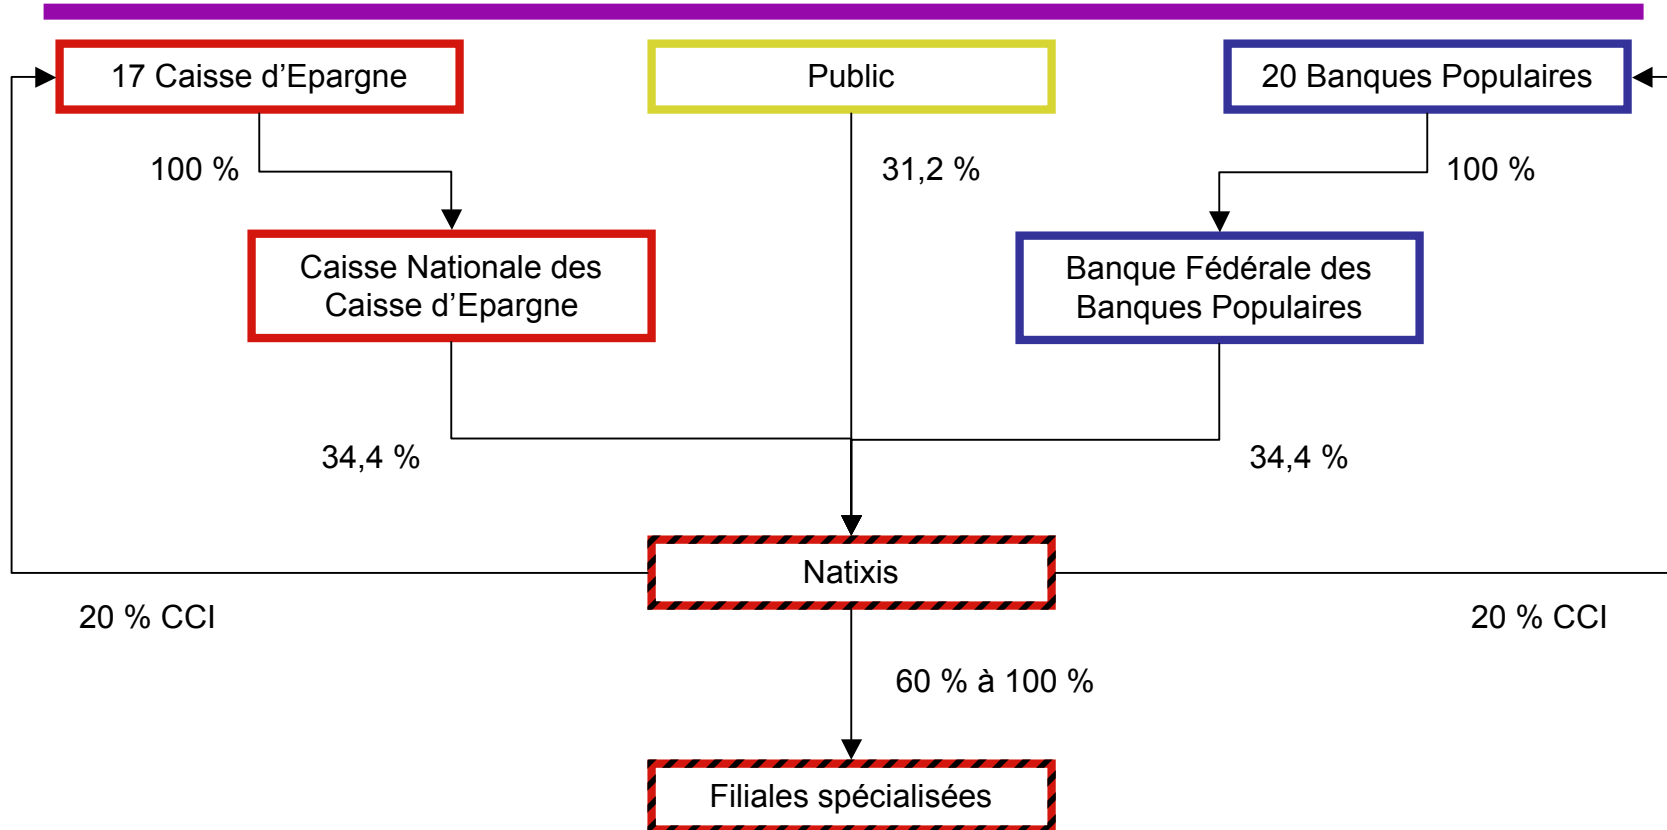 17 Caisse d'Epargne
Public
20 Banques Populaires
100 %
31,2 %
100 %
Caisse Nationale des
Caisse d'Epargne
Banque Fédérale des
Banques Populaires
34,4 %
34,4 %
Natixis
20 % CCI
20 % CCI
60 % à 100 %
Filiales spécialisées